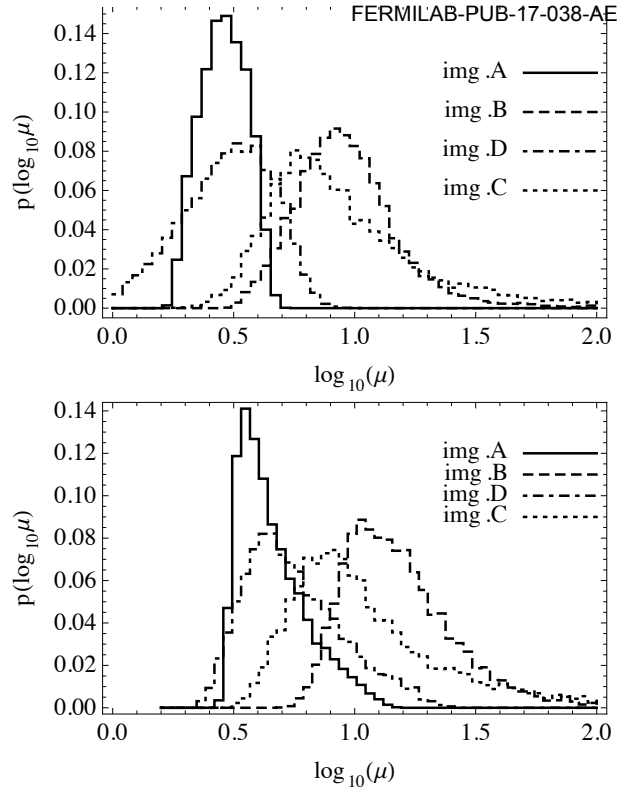 FERMILAB-PUB-17-038-AE
0.14
0.12
0.10
0.08
0.06
0.04
0.02
0.00
p(log10μ)
img .A
img .B
img .D
img .C
0.0 0.5 1.0 1.5 2.0
log10(μ)
0.14
0.12
0.10
0.08
0.06
0.04
0.02
0.00
p(log10μ)
img .A
img .B
img .D
img .C
0.0 0.5 1.0 1.5 2.0
log10(μ)